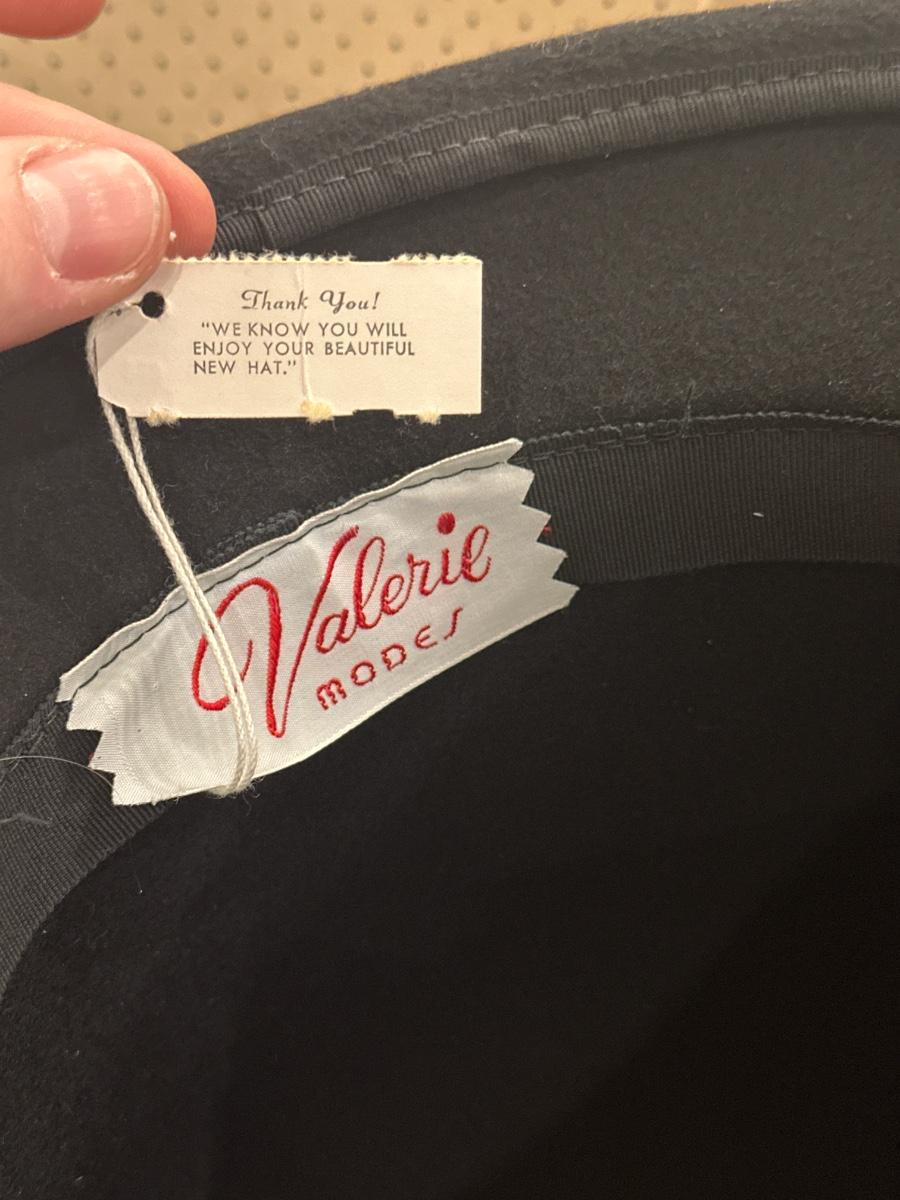 Thank You!
"WE KNOW YOU WILL
ENJOY YOUR BEAUTIFUL
NEW HAT."
Valerie
MODES